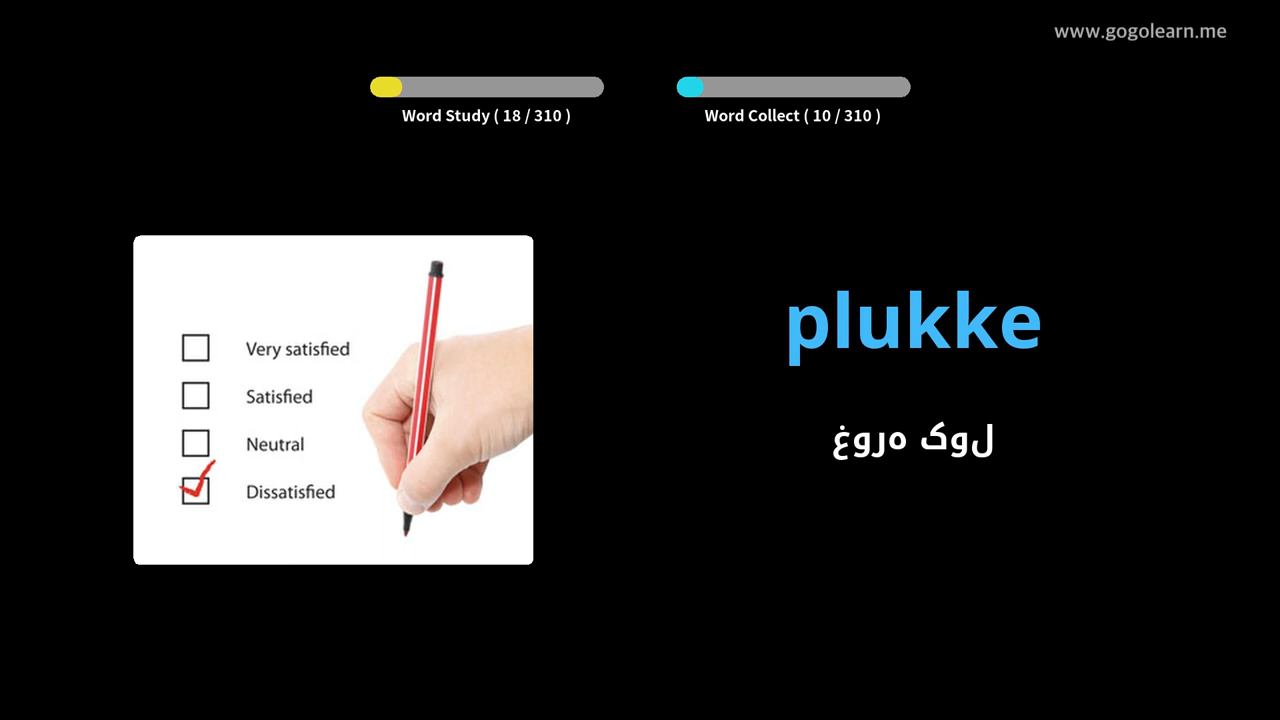 www.gogolearn.me
Word Study ( 18 / 310 )
Word Collect ( 10 / 310 )
Very satisfied
Satisfied
Neutral
Dissatisfied
plukke
لوک هروغ